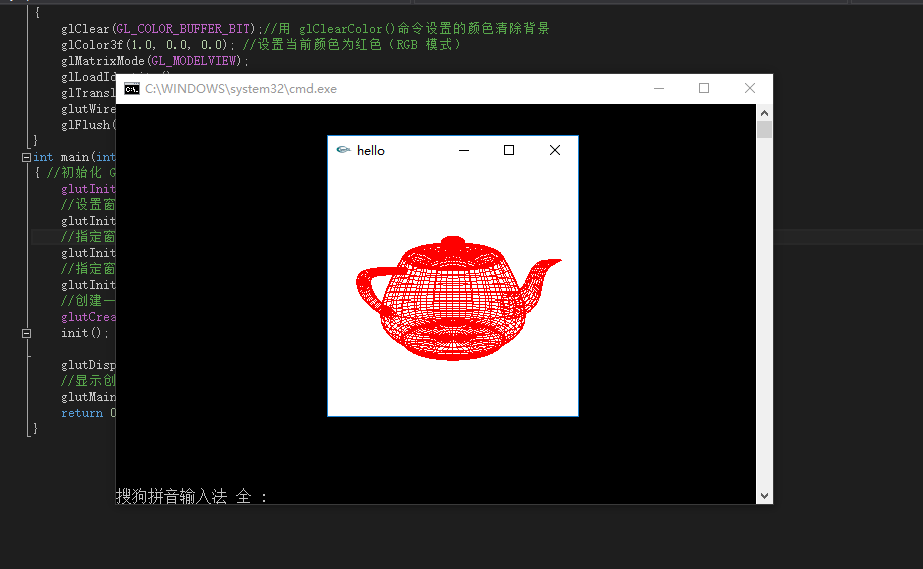 {
glClear(GL_COLOR_BUFFER_BIT);//用 glClearColor()命令设置的颜色清除背景
glColor3f(1.0, 0.0, 0.0); //设置当前颜色为红色（RGB 模式）
glMatrixMode(GL_MODELVIEW);
glLoadIdentity()
glTransl
glutWire
glFlush(
}
int main(int
{ //初始化 G
glutInit
//设置窗
glutInit
//指定窗
glutInit
//指定窗
glutInit
//创建一
glutCrea
init();
glutDisp
//显示创
glutMain
return 0
}
C:\WINDOWS\system32\cmd.exe
hello
搜狗拼音输入法 全 :